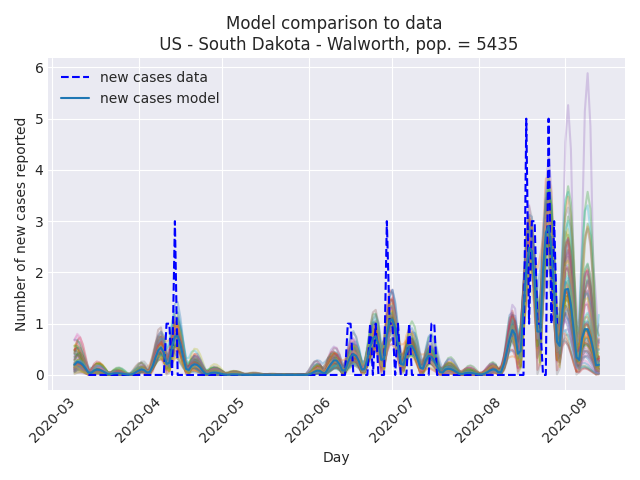 Model comparison to data
US - South Dakota - Walworth, pop. = 5435
new cases data
new cases model
Number of new cases reported
6
5
4
3
2
1
0
2020-03
2020-04
2020-05
2020-06
2020-07
2020-08
2020-09
Day